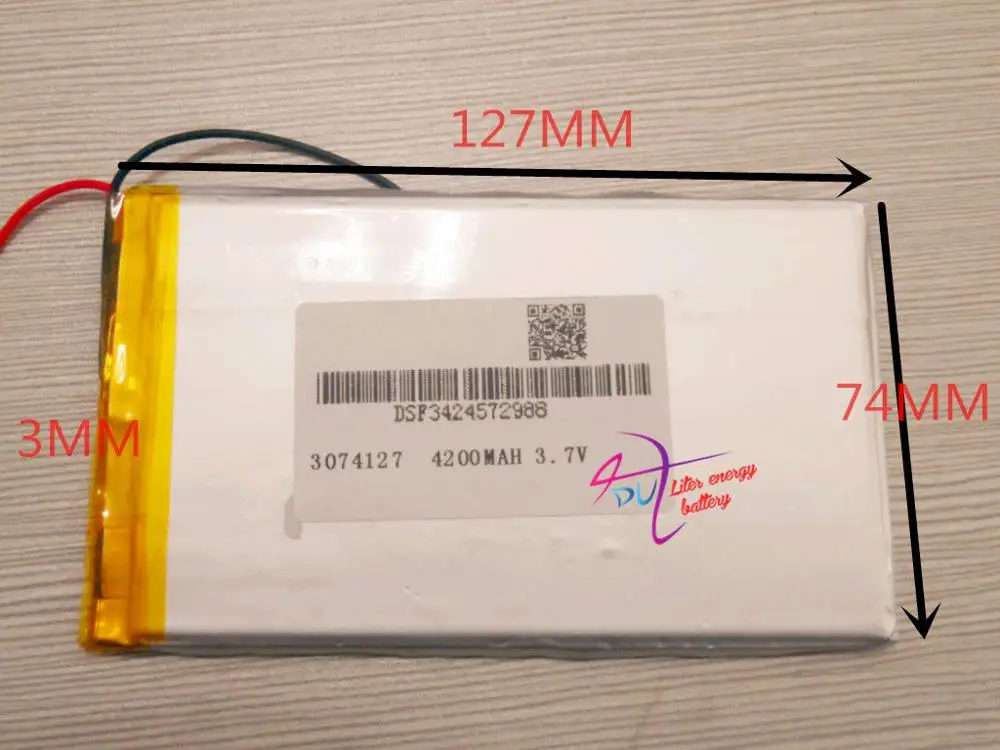 127MM
DSF3424572988
74MM
3MM
3074127 4200MAH 3.7V
Liter energy
battery